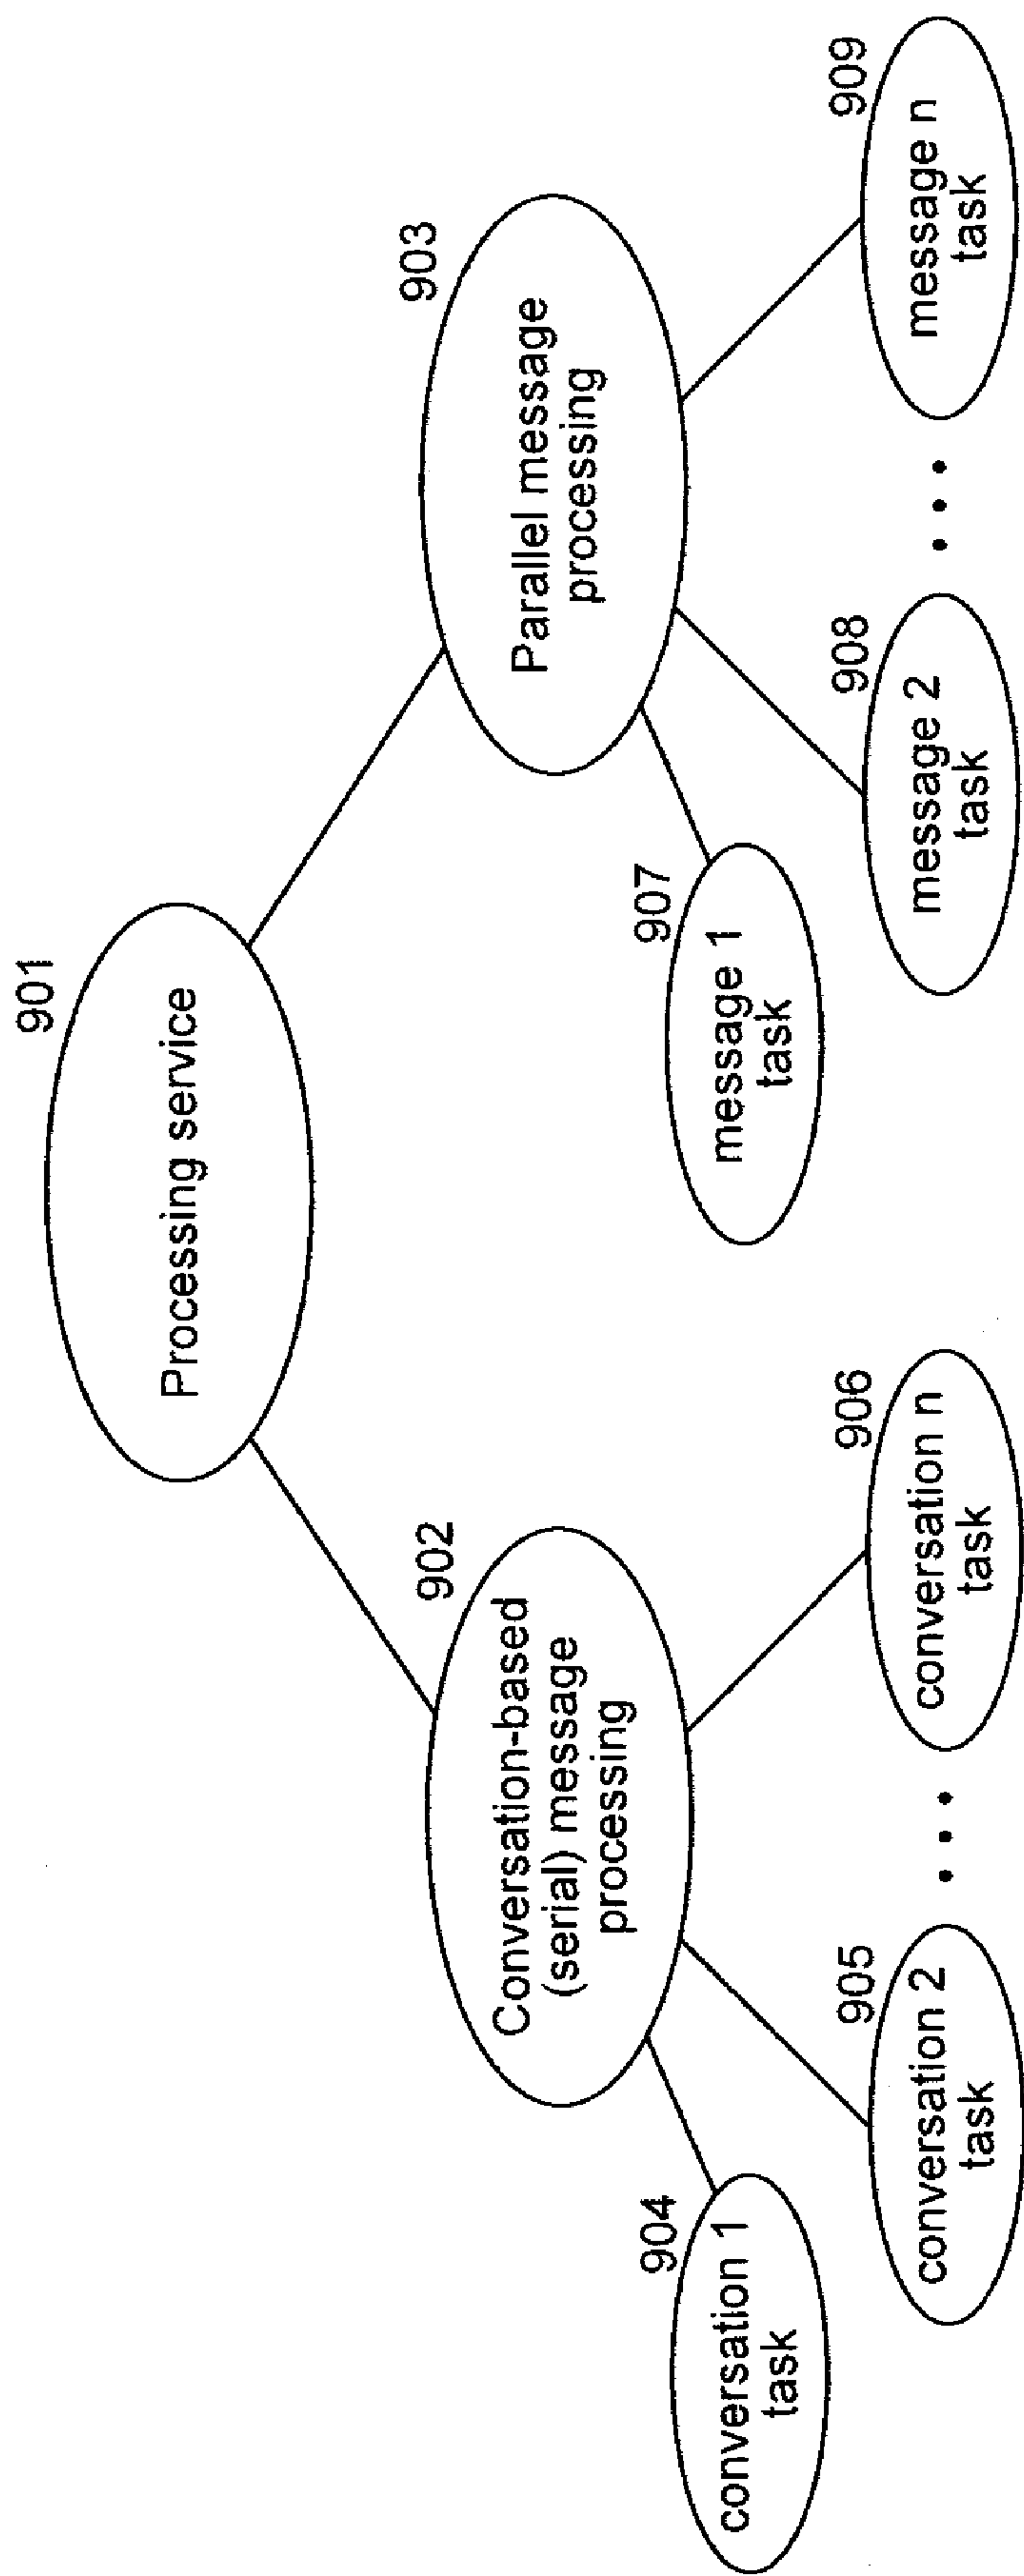 901
Processing service
902
Conversation-based
(serial) message
processing
903
Parallel message
processing
904
conversation 1
task
905
conversation 2
task
906
conversation n
task
907
message 1
task
908
message 2
task
909
message n
task